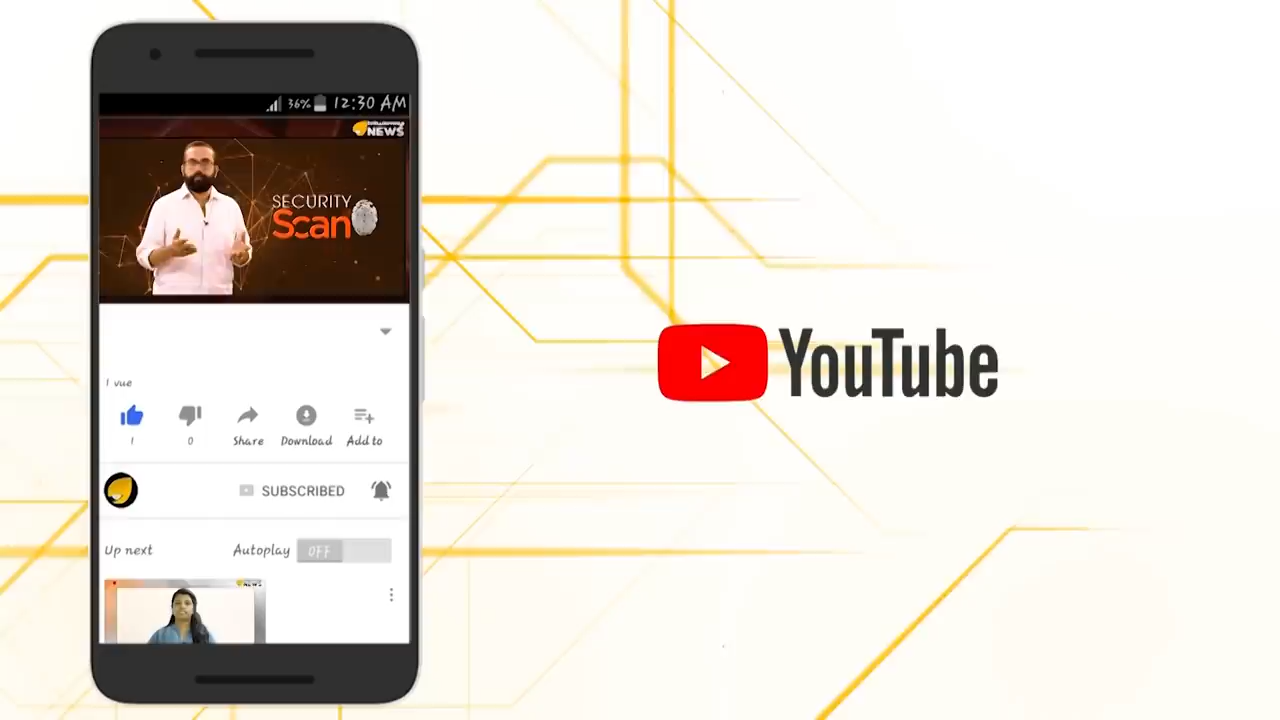 36% 12:30 AM
NEWS
SECURITY
Scan
1 vue
1 0 Share Download Add to
SUBSCRIBED
Up next Autoplay OFF
YouTube